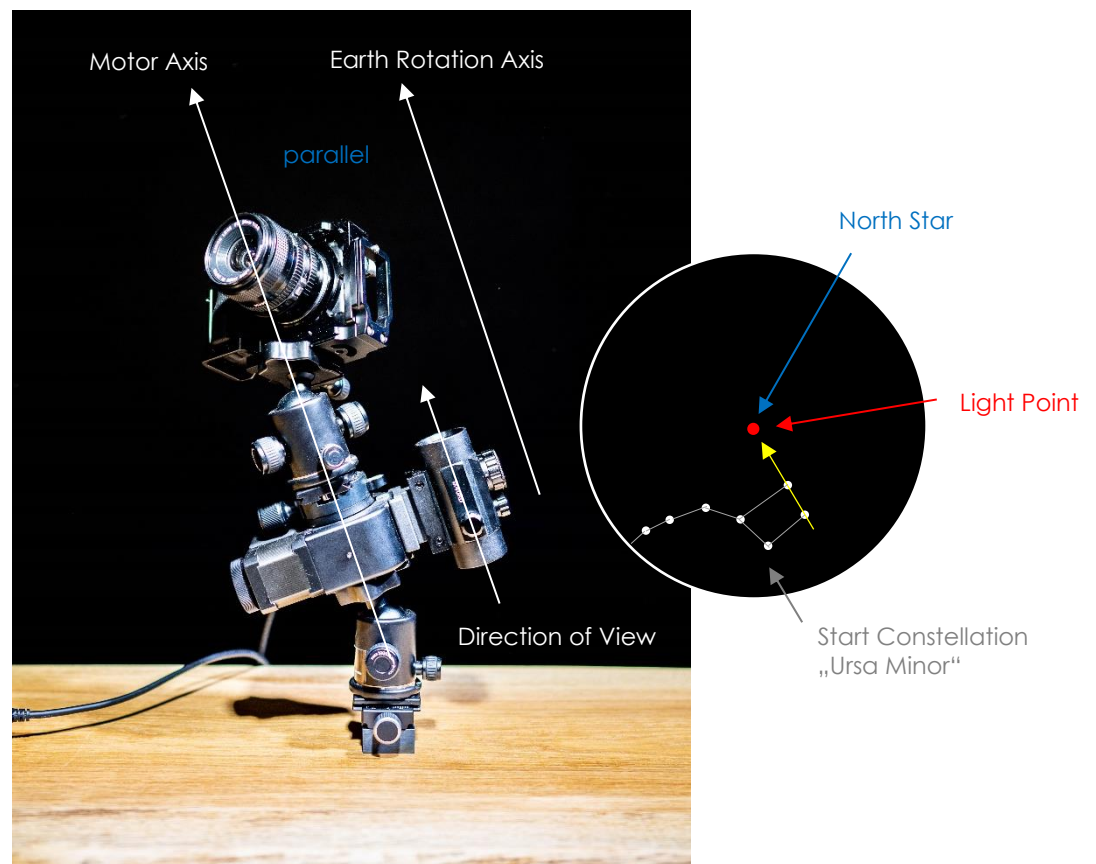 Motor Axis
Earth Rotation Axis
parallel
North Star
Light Point
Direction of View
Start Constellation
„Ursa Minor“